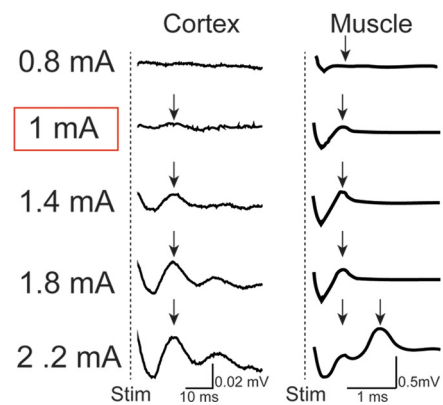 Cortex Muscle
0.8 mA
1 mA
1.4 mA
1.8 mA
2 .2 mA
0.02 mV 0.5mV
Stim 10 ms 1 ms